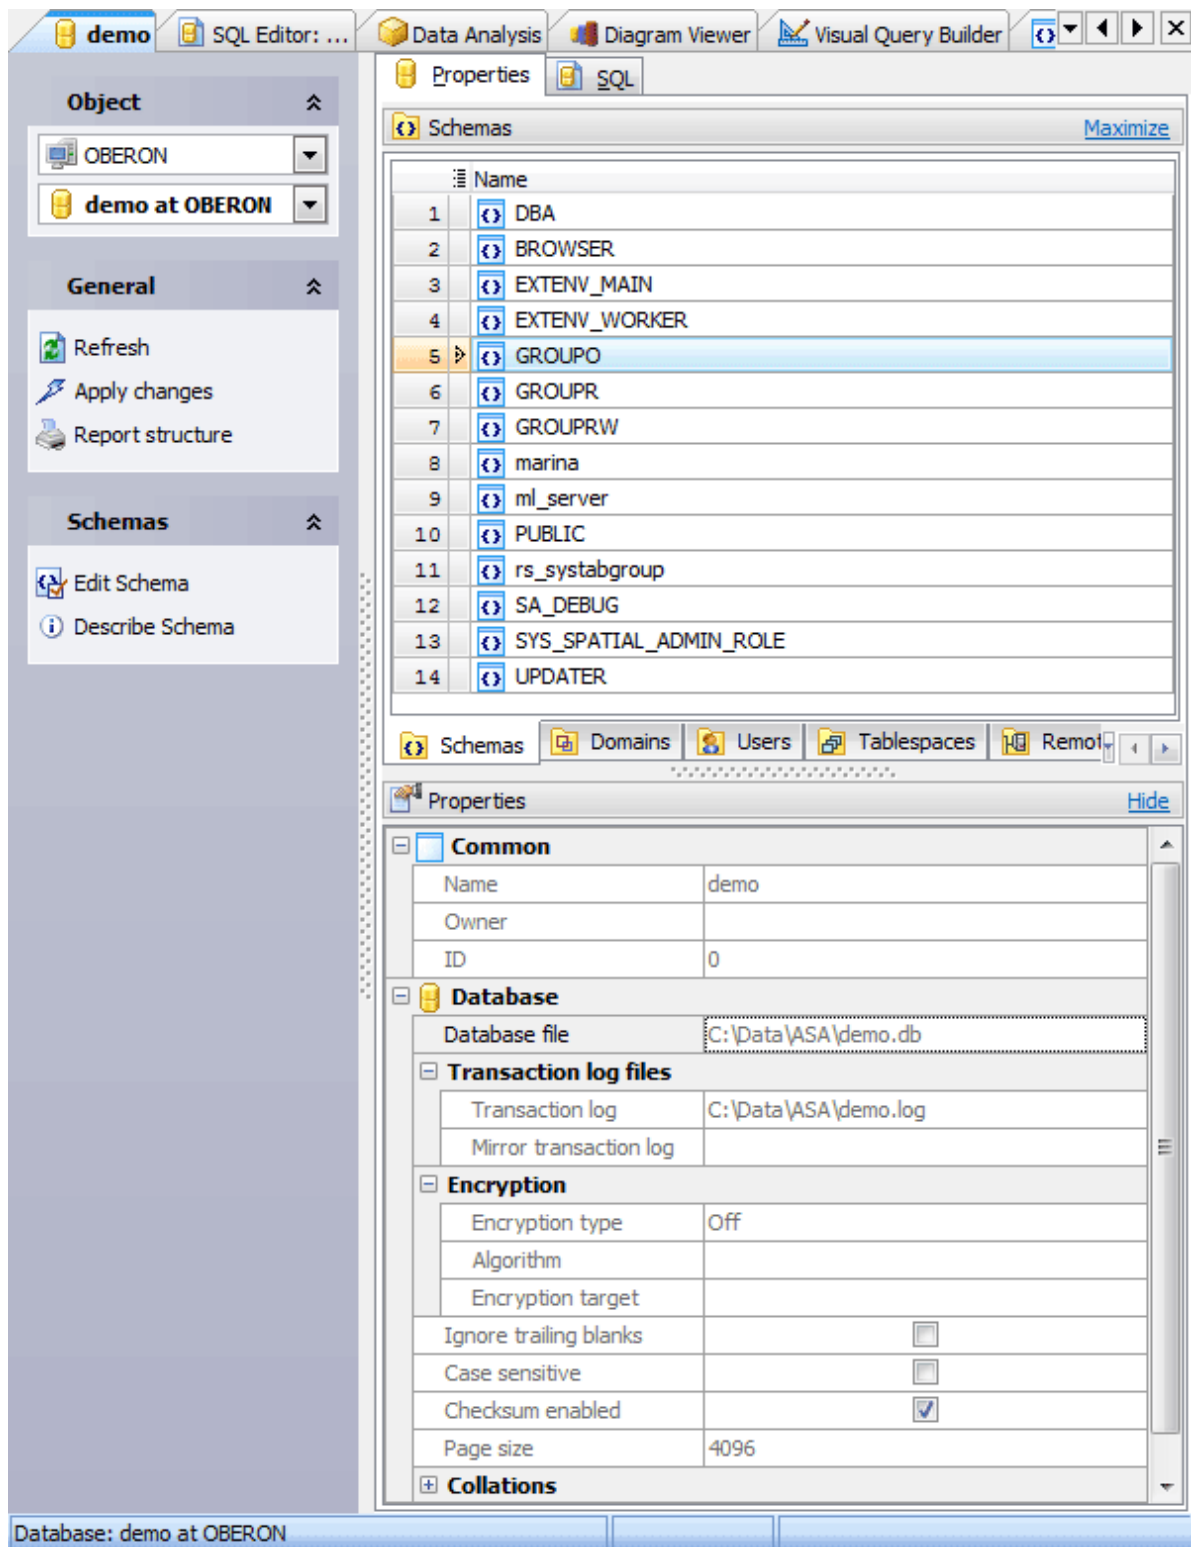 demo
SQL Editor: ...
Data Analysis
Diagram Viewer
Visual Query Builder
Object
OBERON
demo at OBERON
General
Refresh
Apply changes
Report structure
Schemas
Edit Schema
Describe Schema
Properties
SQL
Schemas
Maximize
Name
1 DBA
2 BROWSER
3 EXTENV_MAIN
4 EXTENV_WORKER
5 GROUPO
6 GROUPR
7 GROUPRW
8 marina
9 ml_server
10 PUBLIC
11 rs_systabgroup
12 SA_DEBUG
13 SYS_SPATIAL_ADMIN_ROLE
14 UPDATER
Schemas
Domains
Users
Tablespaces
Remot
Properties
Hide
Common
Name demo
Owner
ID 0
Database
Database file C:\Data\ASA\demo.db
Transaction log files
Transaction log C:\Data\ASA\demo.log
Mirror transaction log
Encryption
Encryption type Off
Algorithm
Encryption target
Ignore trailing blanks
Case sensitive
Checksum enabled
Page size 4096
Collations
Database: demo at OBERON